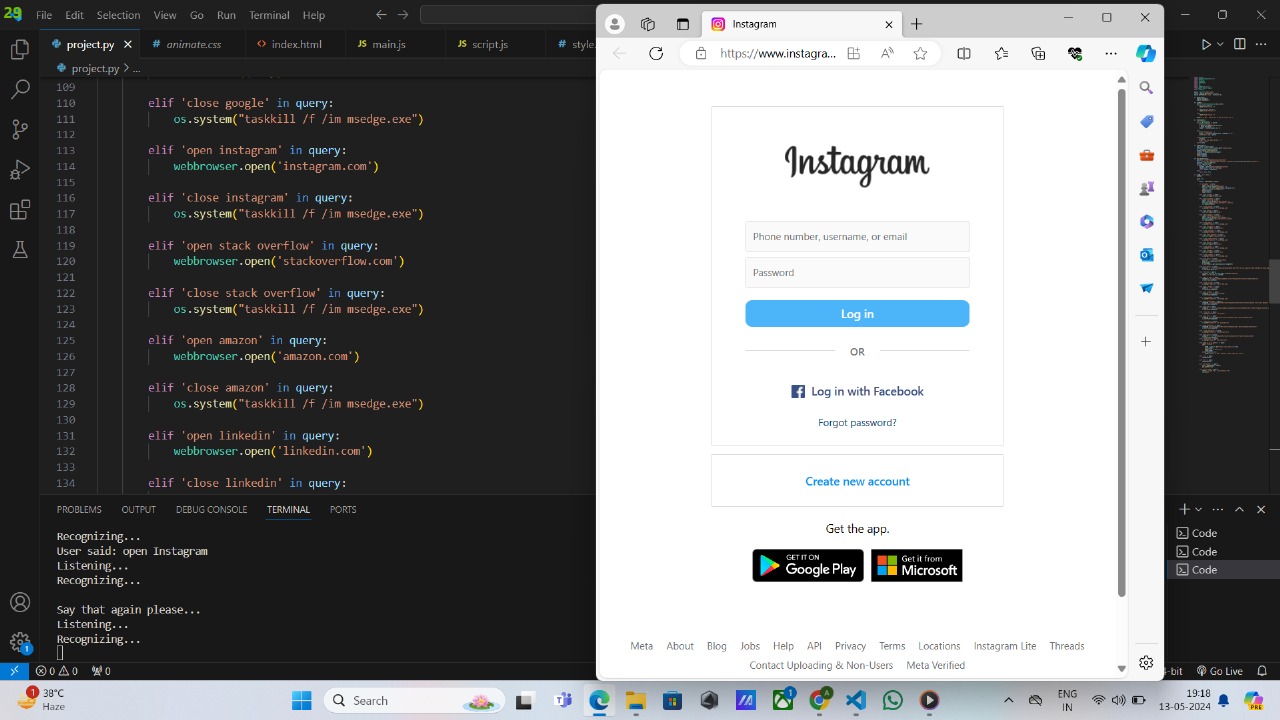 29
File
Edit
Selection
View
Go
Run
Terminal
Help
project.py
animate.css
index.html
main.js
script.js
style.
project.py > ...
109
110 elif 'close google' in query:
111 os.system("taskkill /f /im msedge.exe")
112
113 elif 'open instagram' in query:
114 webbrowser.open('instagram.com')
115
116 elif 'close instagram' in query:
117 os.system("taskkill /f /im msedge.exe")
118
119 elif 'open stack overflow' in query:
120 webbrowser.open('stackoverflow.com')
121
122 elif 'close stack overflow' in query:
123 os.system("taskkill /f /im msedge.exe")
124
125 elif 'open amazon' in query:
126 webbrowser.open('amazon.com')
127
128 elif 'close amazon' in query:
129 os.system("taskkill /f /im msedge.exe")
130
131 elif 'open linkedin' in query:
132 webbrowser.open('linkedin.com')
133
134 elif 'close linkedin' in query:
PROBLEMS
OUTPUT
DEBUG CONSOLE
TERMINAL
PORTS
Recognizing...
User said: open Instagram
Listening...
Recognizing...
Say that again please...
Listening...
Recognizing...
Code
Code
Code
Instagram
https://www.instagra...
Instagram
Phone number, username, or email
Password
Log in
OR
Log in with Facebook
Forgot password?
Create new account
Get the app.
GET IT ON
Google Play
Get it from
Microsoft
Meta About Blog Jobs Help API Privacy Terms Locations Instagram Lite Threads
Contact Uploading & Non-Users Meta Verified
1
0 0 0
4-bit
Go Live
1
38°C
Haze
Search
1
A
ENG
IN
19:18
13-05-2024
PRE